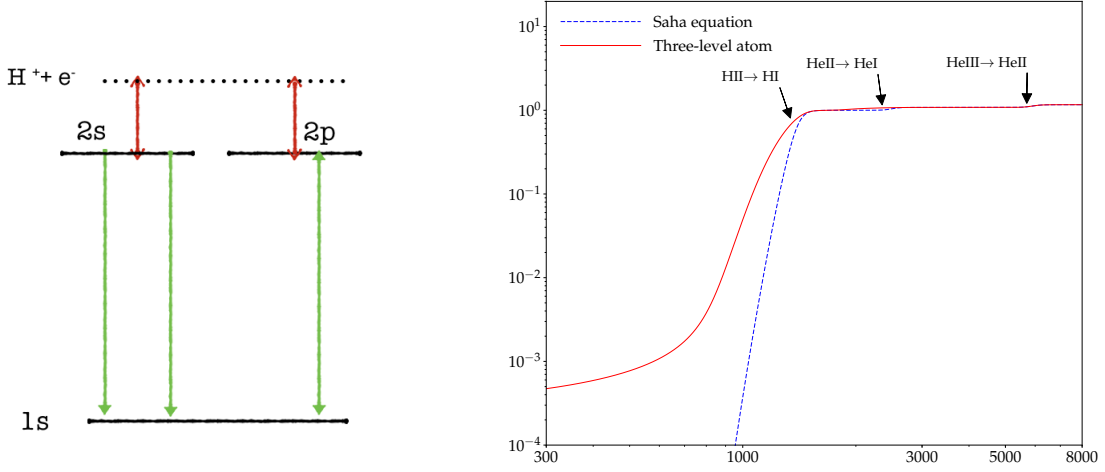 H⁺+ e⁻
2s
2p
1s
Saha equation
Three-level atom
HII→ HI
HeII→ HeI
HeIII→ HeII
10¹
10⁰
10⁻¹
10⁻²
10⁻³
10⁻⁴
300
1000
3000
5000
8000